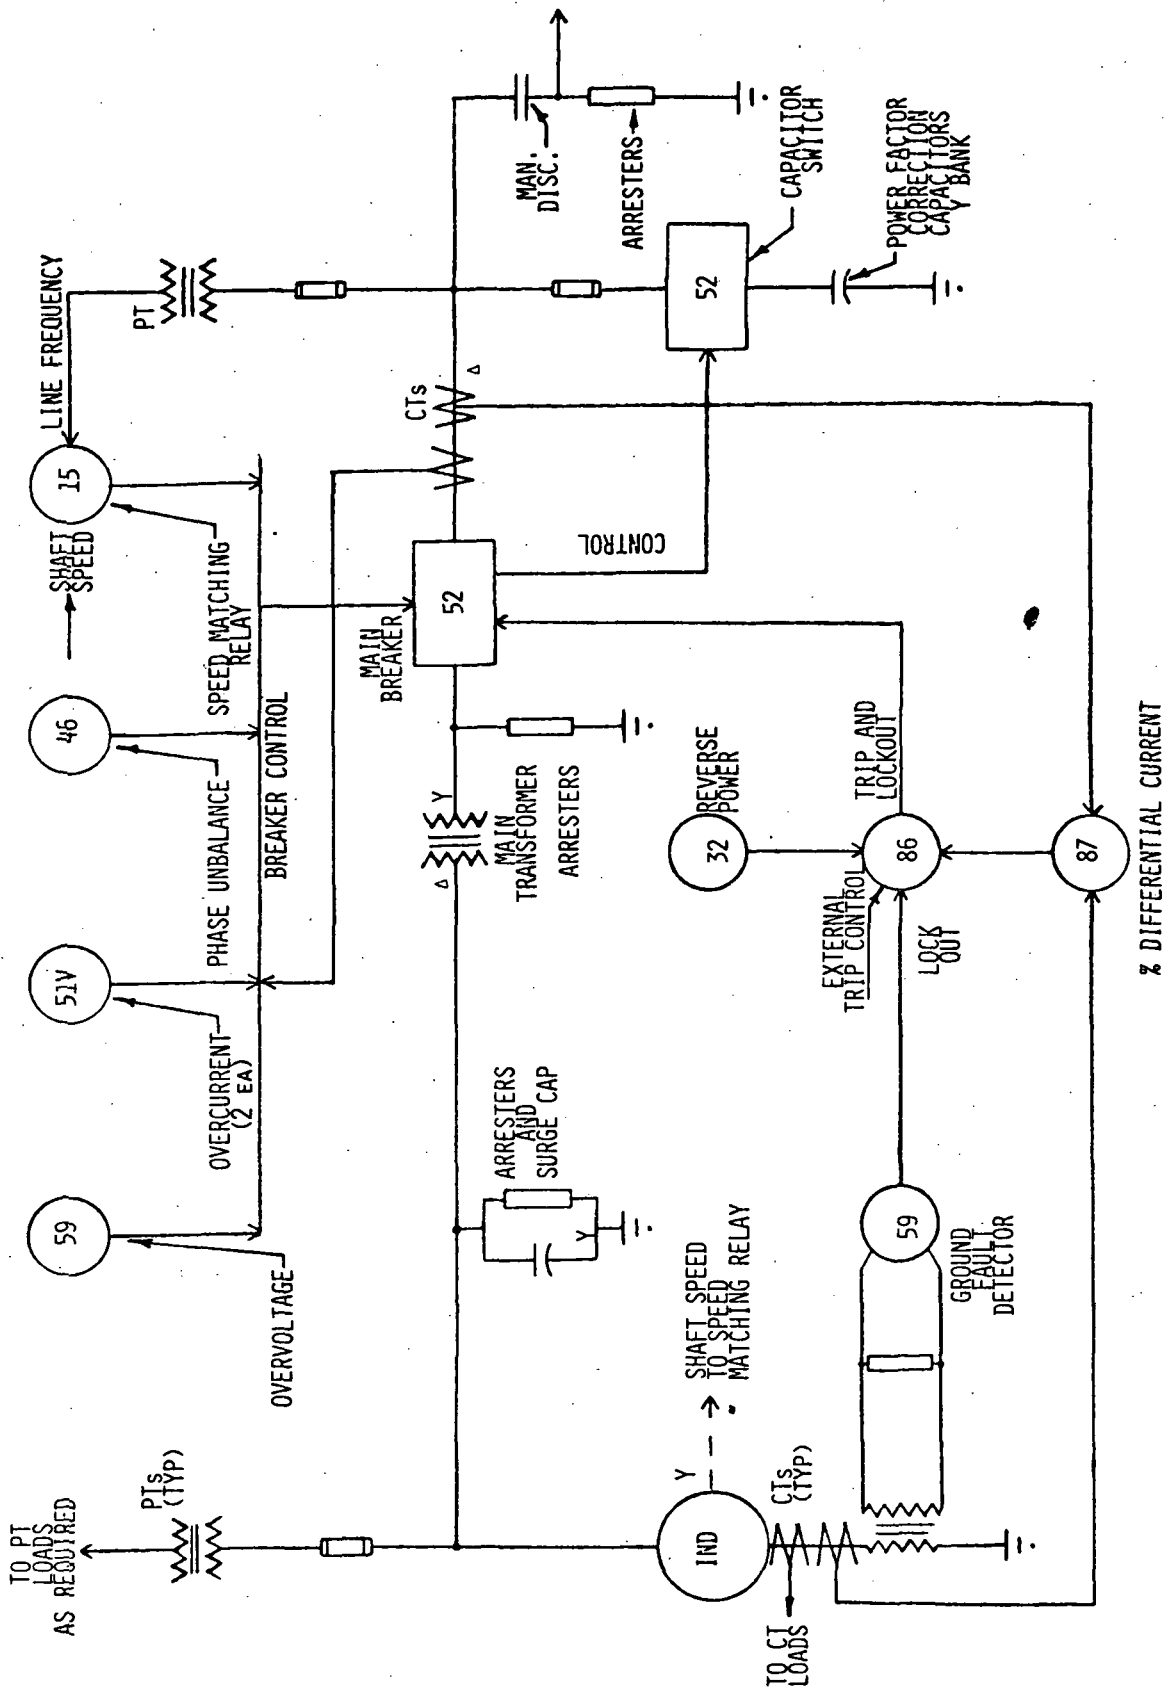 TO PT
LOADS
AS REQUIRED
PTs
(TYP)
59
OVERVOLTAGE
51V
OVERCURRENT
(2 EA)
46
PHASE UNBALANCE
SHAFT
SPEED
15
SPEED MATCHING
RELAY
LINE FREQUENCY
PT
BREAKER CONTROL
MAIN
BREAKER
52
CTs
Δ
CONTROL
MAN.
DISC.
ARRESTERS
52
CAPACITOR
SWITCH
POWER FACTOR
CORRECTION
CAPACITORS
Y BANK
Δ
Y
MAIN
TRANSFORMER
ARRESTERS
ARRESTERS
AND
SURGE CAP
Y
IND
Y
SHAFT SPEED
TO SPEED
MATCHING RELAY
CTs
(TYP)
TO CT
LOADS
59
GROUND
FAULT
DETECTOR
32
REVERSE
POWER
EXTERNAL
TRIP CONTROL
LOCK
OUT
86
TRIP AND
LOCKOUT
87
% DIFFERENTIAL CURRENT